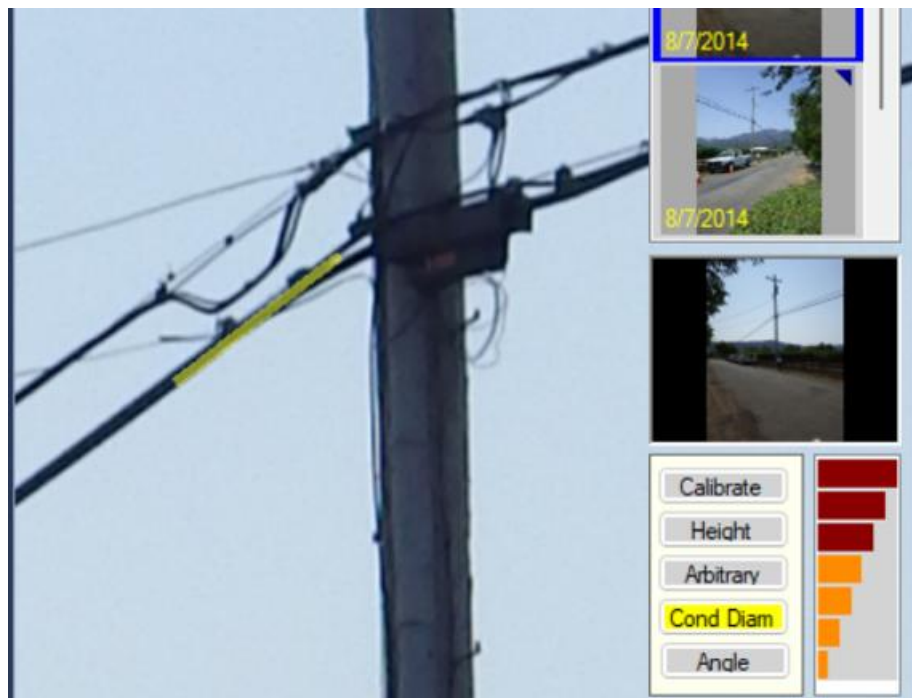 8/7/2014
8/7/2014
Calibrate
Height
Arbitrary
Cond Diam
Angle